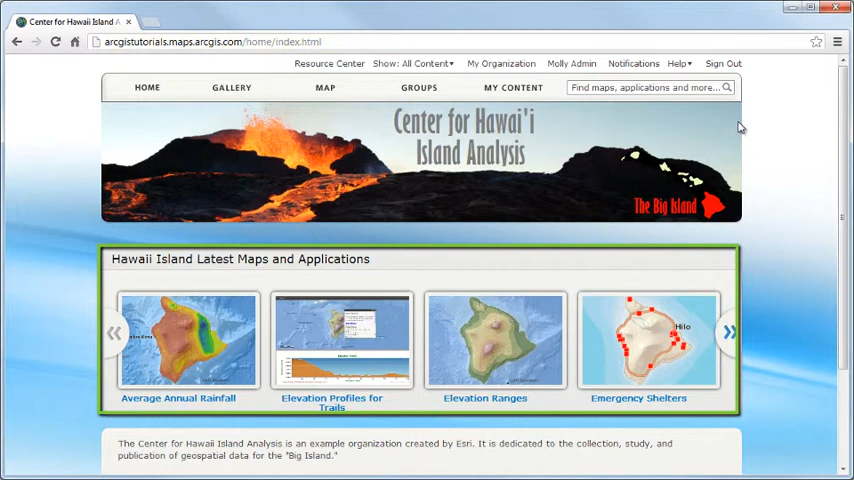 Center for Hawaii Island A
arcgistutorials.maps.arcgis.com/home/index.html
Resource Center Show: All Content My Organization Molly Admin Notifications Help Sign Out
HOME GALLERY MAP GROUPS MY CONTENT Find maps, applications and more...
Center for Hawai'i
Island Analysis
The Big Island
Hawaii Island Latest Maps and Applications
Hilo
Average Annual Rainfall Elevation Profiles for Elevation Ranges Emergency Shelters
Trails
The Center for Hawaii Island Analysis is an example organization created by Esri. It is dedicated to the collection, study, and
publication of geospatial data for the "Big Island."